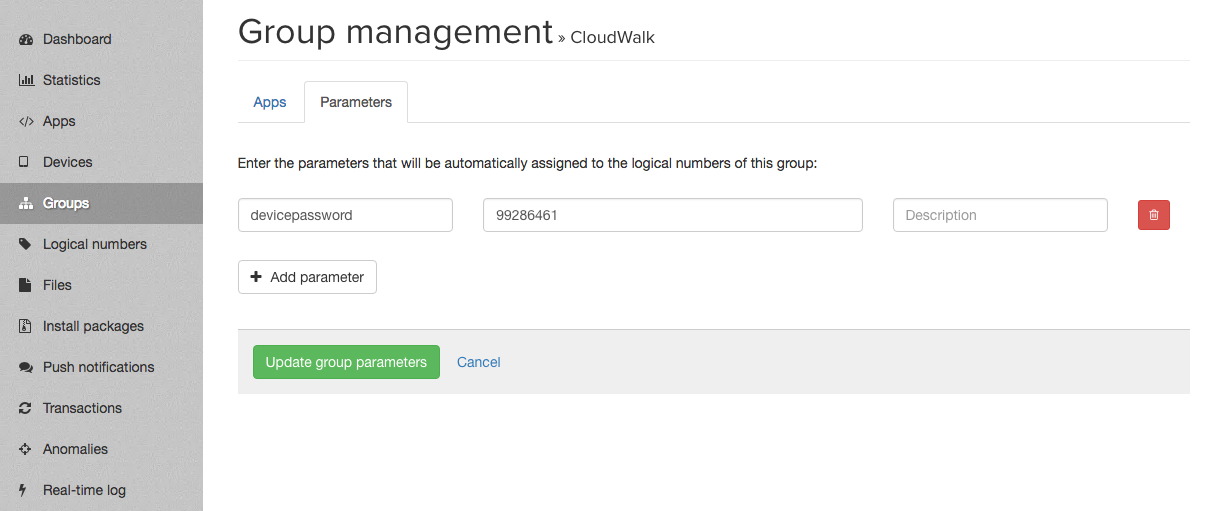 Dashboard
Statistics
Apps
Devices
Groups
Logical numbers
Files
Install packages
Push notifications
Transactions
Anomalies
Real-time log
Group management » CloudWalk
Apps
Parameters
Enter the parameters that will be automatically assigned to the logical numbers of this group:
devicepassword
99286461
Description
Add parameter
Update group parameters
Cancel